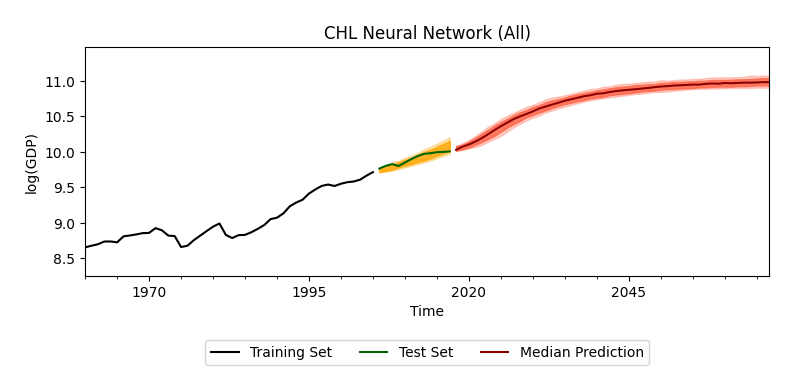 CHL Neural Network (All)
11.0
10.5
10.0
9.5
9.0
8.5
log(GDP)
1970 1995 2020 2045
Time
Training Set Test Set Median Prediction